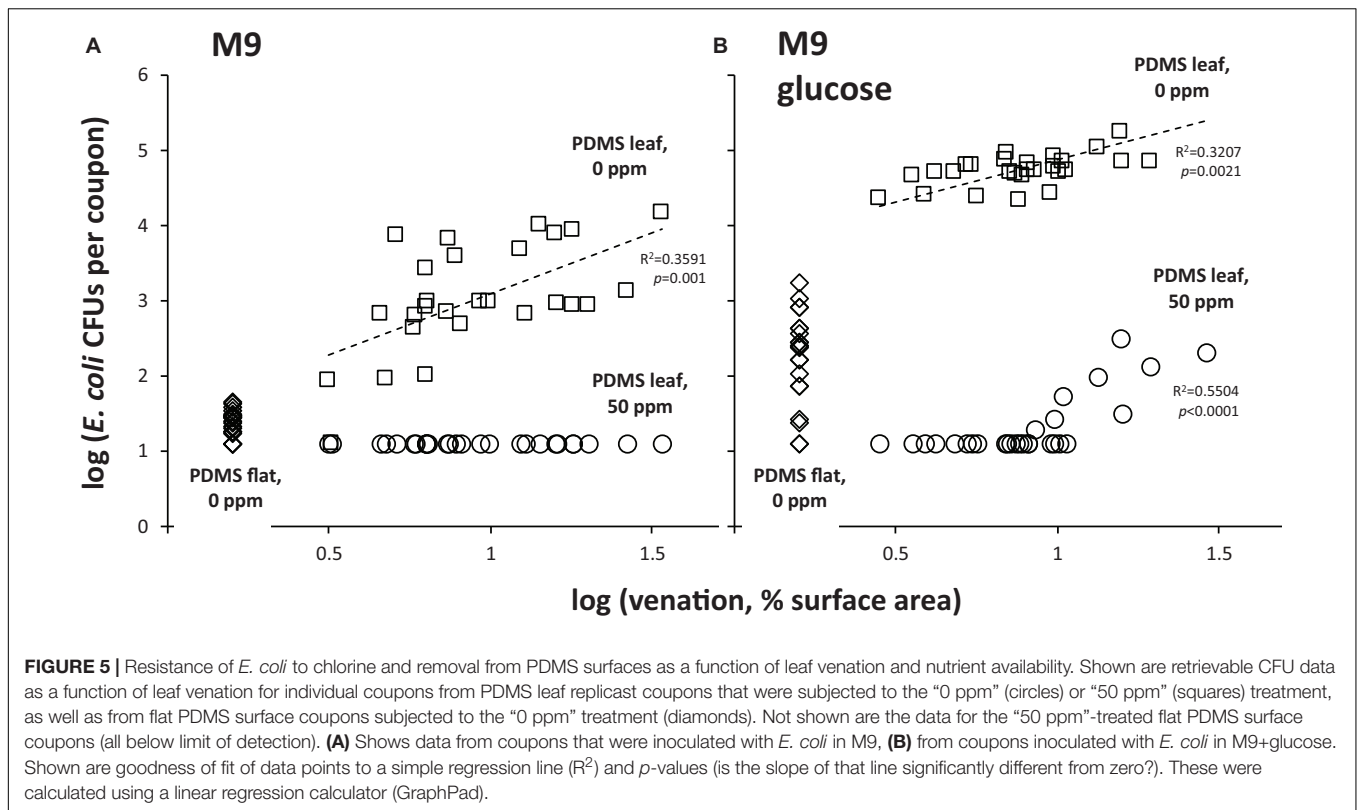 A
M9
B
M9
glucose
log (E. coli CFUs per coupon)
6
5
4
3
2
1
0
PDMS leaf,
0 ppm
R²=0.3591
p=0.001
PDMS leaf,
50 ppm
PDMS flat,
0 ppm
0.5
1
1.5
PDMS leaf,
0 ppm
R²=0.3207
p=0.0021
PDMS leaf,
50 ppm
R²=0.5504
p<0.0001
PDMS flat,
0 ppm
0.5
1
1.5
log (venation, % surface area)
FIGURE 5 | Resistance of E. coli to chlorine and removal from PDMS surfaces as a function of leaf venation and nutrient availability. Shown are retrievable CFU data
as a function of leaf venation for individual coupons from PDMS leaf replicast coupons that were subjected to the “0 ppm” (circles) or “50 ppm” (squares) treatment,
as well as from flat PDMS surface coupons subjected to the “0 ppm” treatment (diamonds). Not shown are the data for the “50 ppm”-treated flat PDMS surface
coupons (all below limit of detection). (A) Shows data from coupons that were inoculated with E. coli in M9, (B) from coupons inoculated with E. coli in M9+glucose.
Shown are goodness of fit of data points to a simple regression line (R²) and p-values (is the slope of that line significantly different from zero?). These were
calculated using a linear regression calculator (GraphPad).